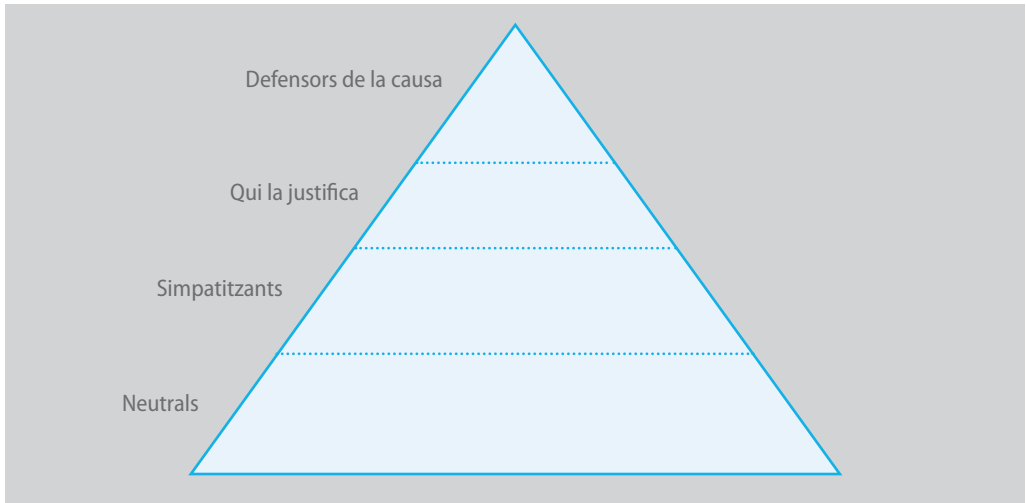 Defensors de la causa
Qui la justifica
Simpatitzants
Neutrals